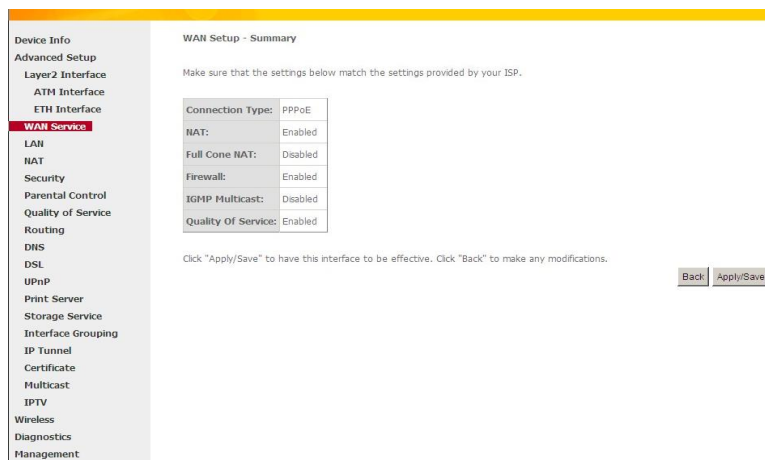 Device Info
Advanced Setup
Layer2 Interface
ATM Interface
ETH Interface
WAN Service
LAN
NAT
Security
Parental Control
Quality of Service
Routing
DNS
DSL
UPnP
Print Server
Storage Service
Interface Grouping
IP Tunnel
Certificate
Multicast
IPTV
Wireless
Diagnostics
Management
WAN Setup - Summary
Make sure that the settings below match the settings provided by your ISP.
Connection Type: PPPoE
NAT: Enabled
Full Cone NAT: Disabled
Firewall: Enabled
IGMP Multicast: Disabled
Quality Of Service: Enabled
Click "Apply/Save" to have this interface to be effective. Click "Back" to make any modifications.
Back Apply/Save